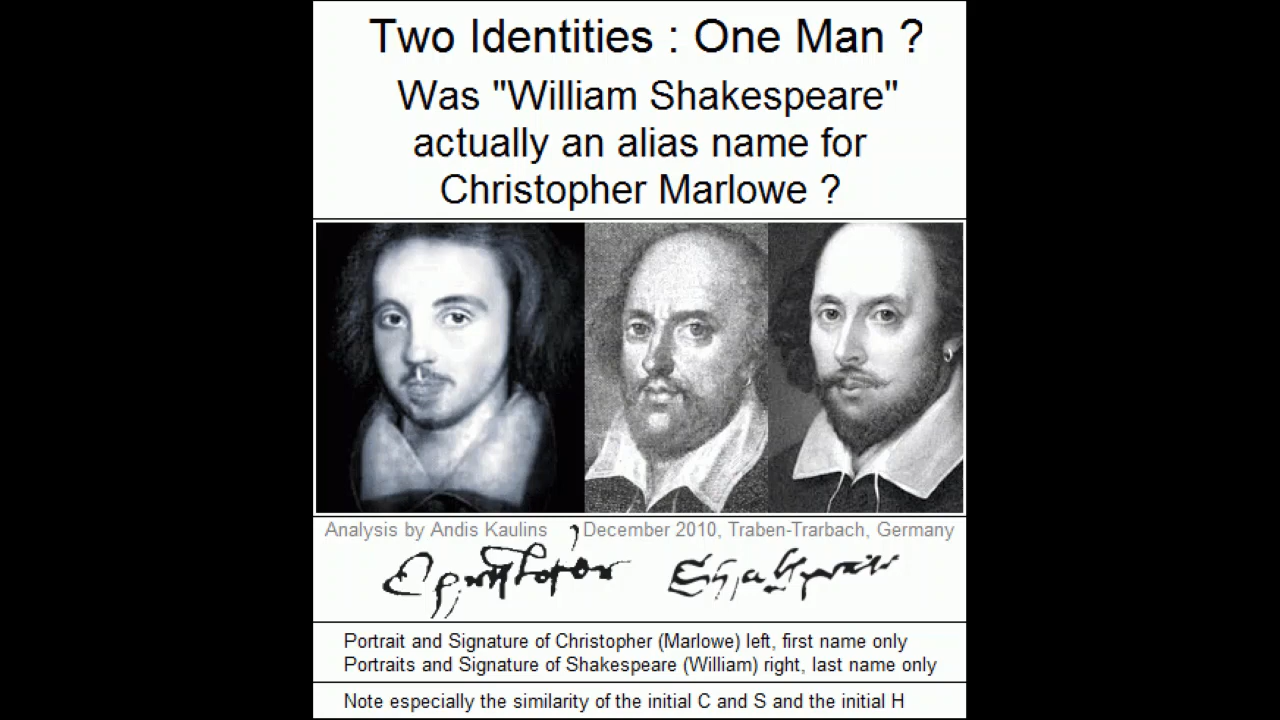 Two Identities : One Man ?
Was "William Shakespeare"
actually an alias name for
Christopher Marlowe ?
Analysis by Andis Kaulins December 2010, Traben-Trarbach, Germany
Portrait and Signature of Christopher (Marlowe) left, first name only
Portraits and Signature of Shakespeare (William) right, last name only
Note especially the similarity of the initial C and S and the initial H